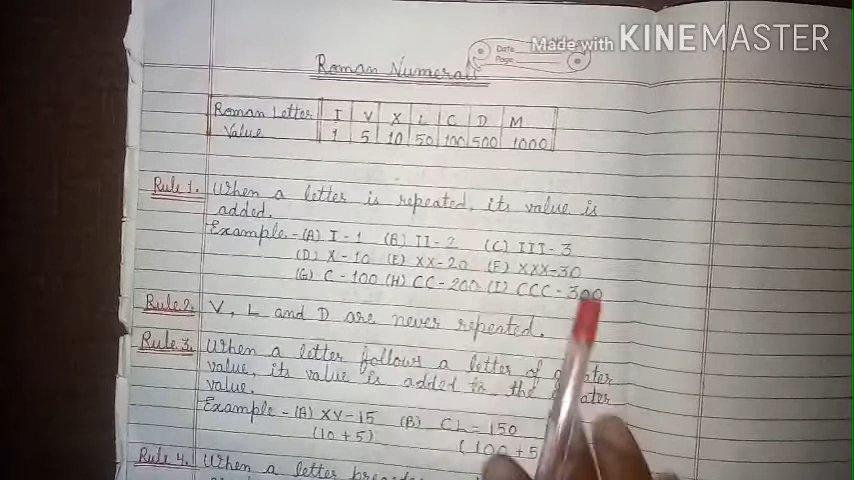 Made with KINEMASTER
Date
Page
Roman Numerals
Roman Letter I V X L C D M
Value 1 5 10 50 100 500 1000
Rule 1. When a letter is repeated, its value is
added.
Example - (A) I - 1 (B) II - 2 (C) III - 3
(D) X - 10 (E) XX - 20 (F) XXX - 30
(G) C - 100 (H) CC - 200 (I) CCC - 300
Rule 2. V, L and D are never repeated.
Rule 3. When a letter follows a letter of
value, its value is added to the
value.
Example - (A) XV - 15 (B) CL = 150
(10 + 5) (100 + 5
Rule 4. When a letter